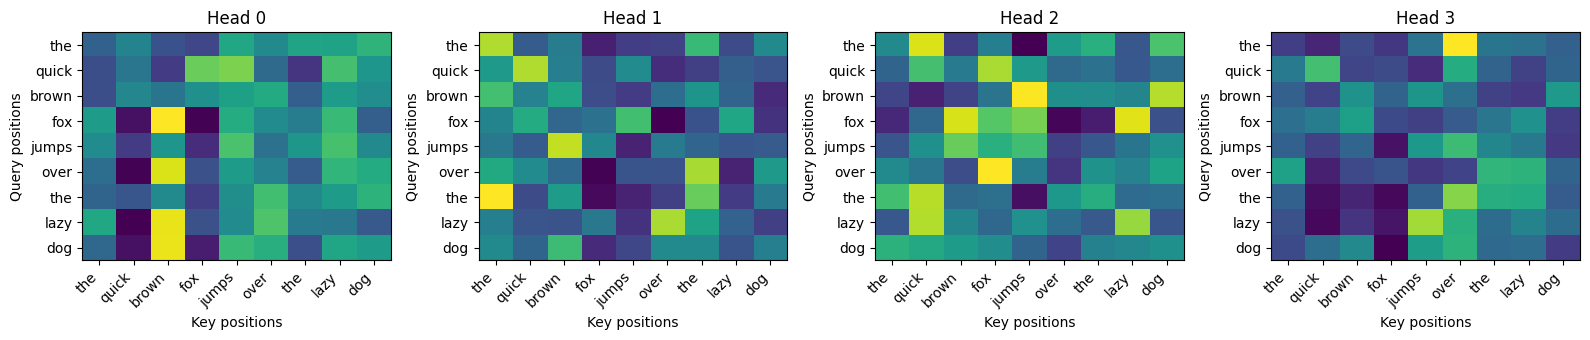 Head 0
Query positions
the
quick
brown
fox
jumps
over
the
lazy
dog
the
quick
brown
fox
jumps
over
the
lazy
dog
Key positions
Head 1
Query positions
the
quick
brown
fox
jumps
over
the
lazy
dog
the
quick
brown
fox
jumps
over
the
lazy
dog
Key positions
Head 2
Query positions
the
quick
brown
fox
jumps
over
the
lazy
dog
the
quick
brown
fox
jumps
over
the
lazy
dog
Key positions
Head 3
Query positions
the
quick
brown
fox
jumps
over
the
lazy
dog
the
quick
brown
fox
jumps
over
the
lazy
dog
Key positions